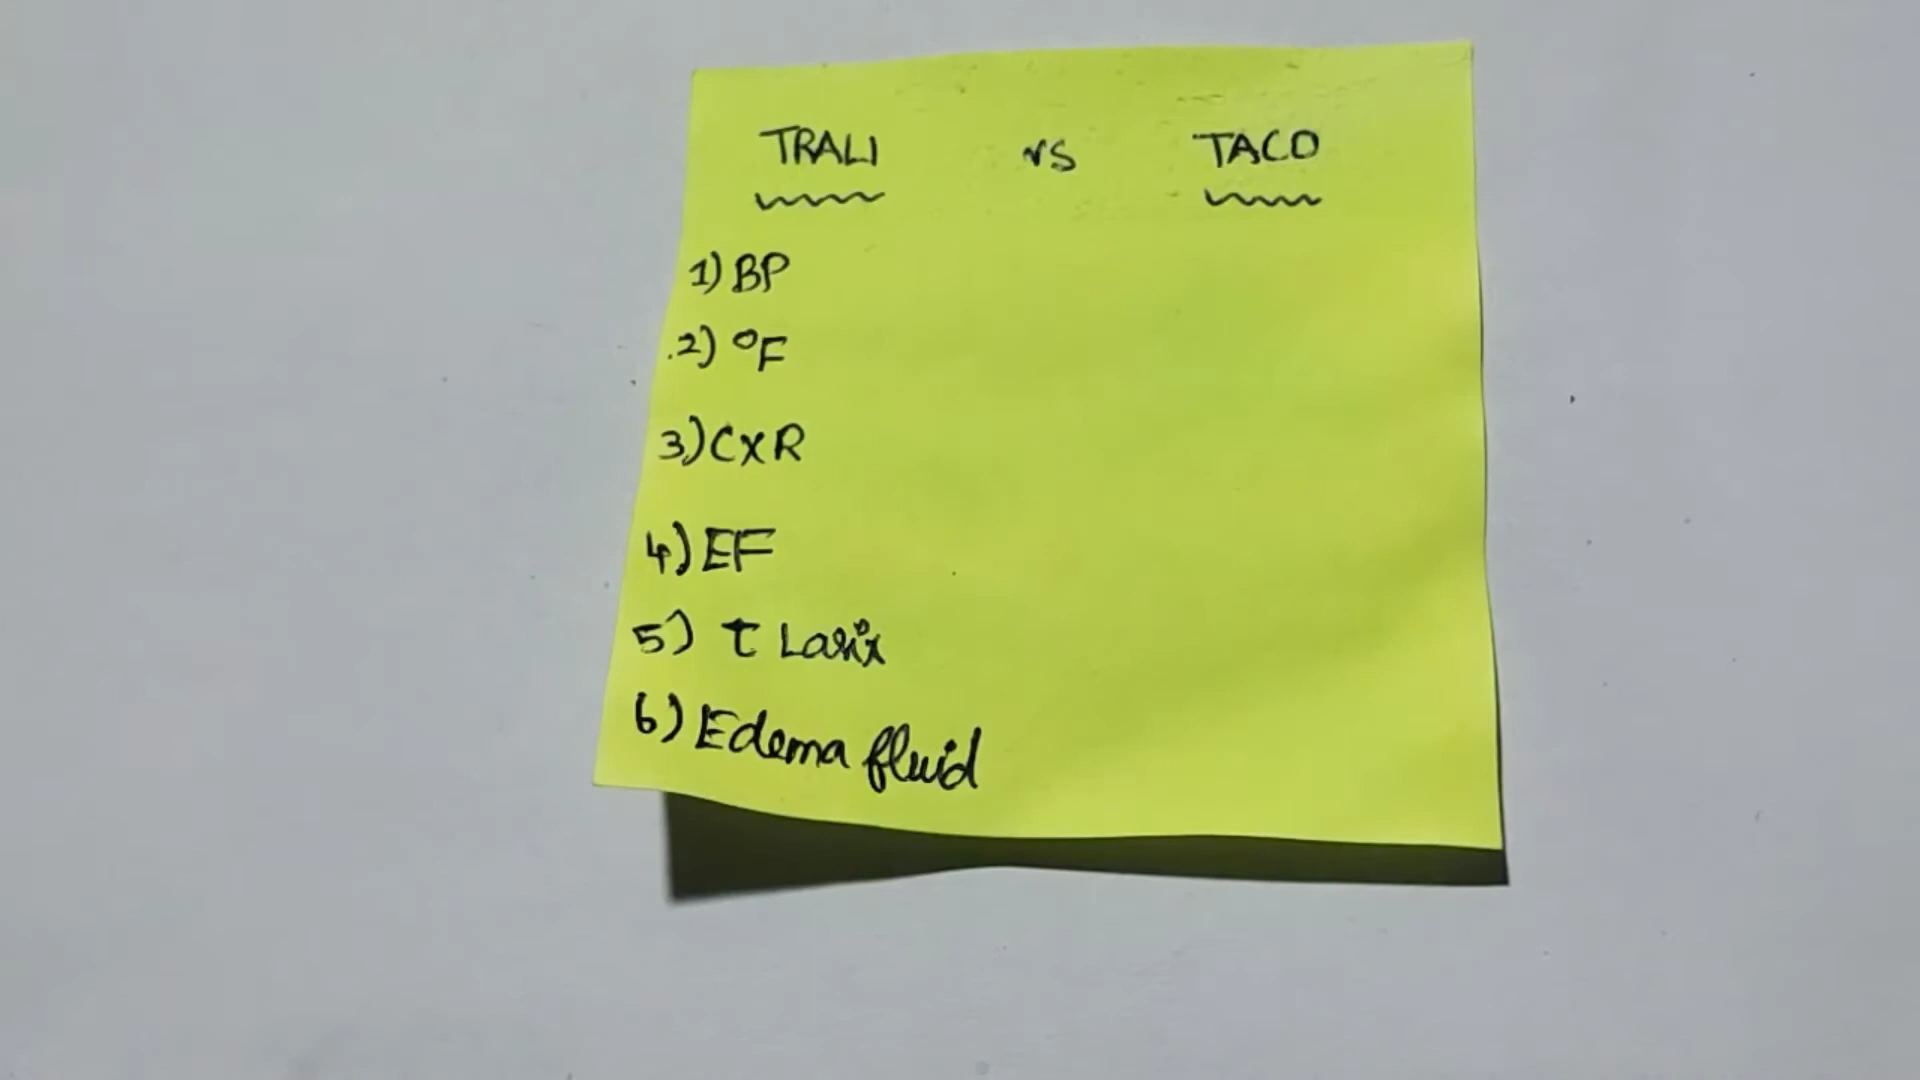 TRALI vs TACO
1) BP
2) °F
3) CXR
4) EF
5) τ Lasix
6) Edema fluid